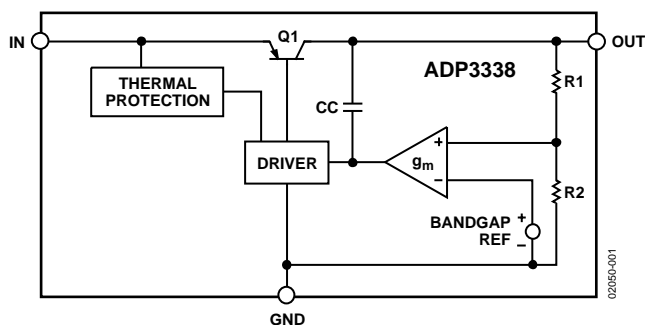 IN
Q1
OUT
THERMAL
PROTECTION
ADP3338
R1
CC
DRIVER
+
gm
−
R2
BANDGAP
REF
+
−
GND
02050-001